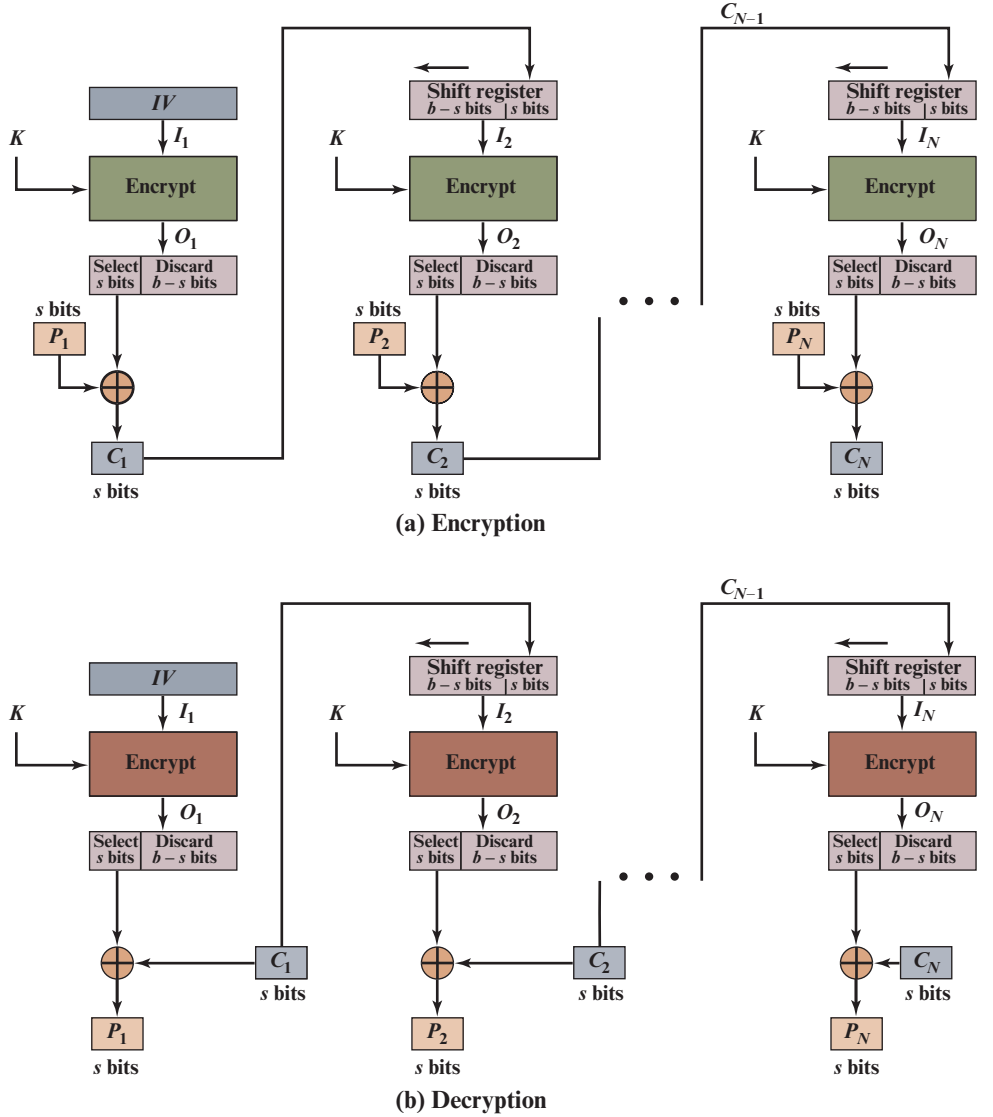 C_{N−1}
IV
Shift register
b − s bits | s bits
Shift register
b − s bits | s bits
K
I_1
K
I_2
K
I_N
Encrypt
Encrypt
Encrypt
O_1
O_2
O_N
Select
s bits
Discard
b − s bits
Select
s bits
Discard
b − s bits
Select
s bits
Discard
b − s bits
s bits
P_1
s bits
P_2
s bits
P_N
C_1
s bits
C_2
s bits
C_N
s bits
(a) Encryption
C_{N−1}
IV
Shift register
b − s bits | s bits
Shift register
b − s bits | s bits
K
I_1
K
I_2
K
I_N
Encrypt
Encrypt
Encrypt
O_1
O_2
O_N
Select
s bits
Discard
b − s bits
Select
s bits
Discard
b − s bits
Select
s bits
Discard
b − s bits
C_1
s bits
C_2
s bits
C_N
s bits
P_1
s bits
P_2
s bits
P_N
s bits
(b) Decryption